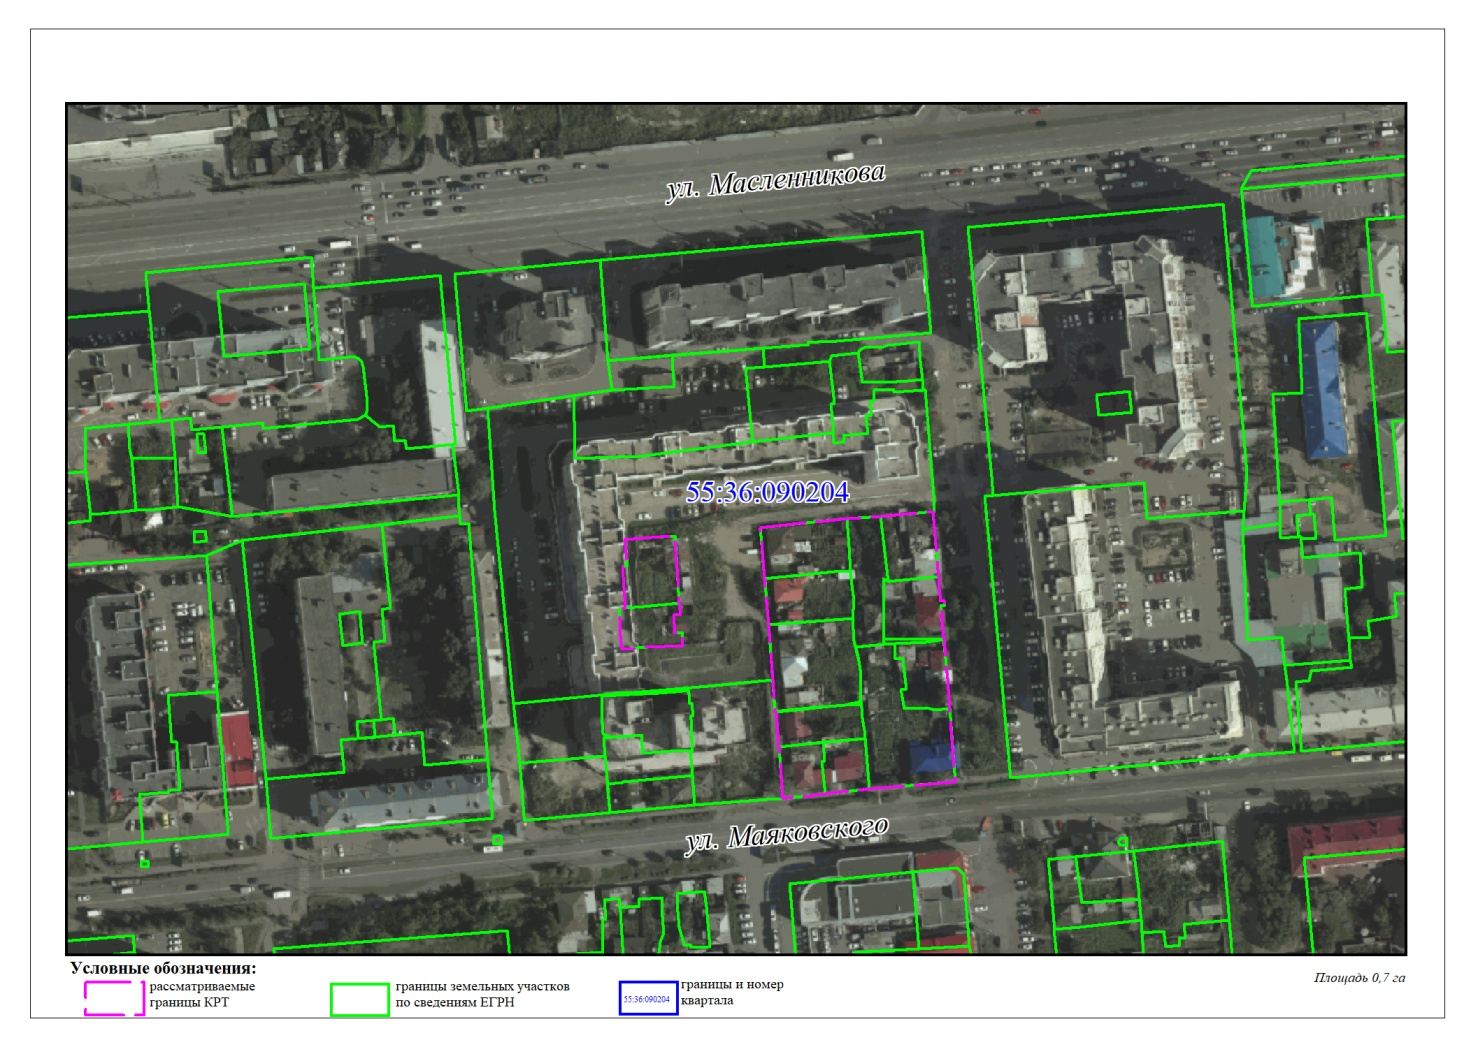 ул. Масленникова
55:36:090204
ул. Маяковского
Условные обозначения:
рассматриваемые
границы КРТ
границы земельных участков
по сведениям ЕГРН
55:36:090204
границы и номер
квартала
Площадь 0,7 га